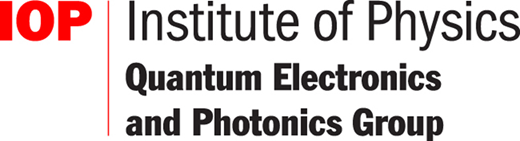 IOP Institute of Physics
Quantum Electronics
and Photonics Group